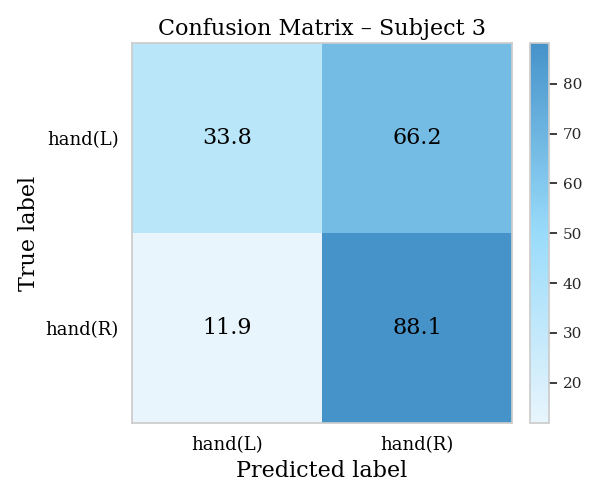 Confusion Matrix – Subject 3
True label
hand(L)
33.8
66.2
hand(R)
11.9
88.1
hand(L)
hand(R)
Predicted label
80
70
60
50
40
30
20